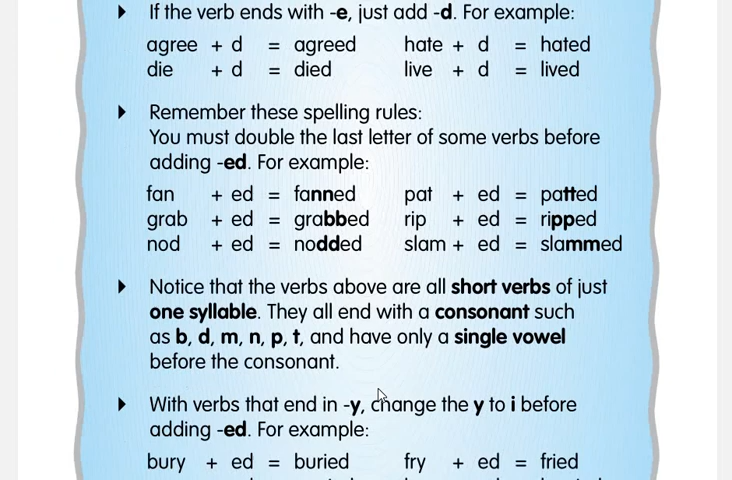 If the verb ends with -e, just add -d. For example:
agree + d = agreed hate + d = hated
die + d = died live + d = lived
Remember these spelling rules:
You must double the last letter of some verbs before
adding -ed. For example:
fan + ed = fanned pat + ed = patted
grab + ed = grabbed rip + ed = ripped
nod + ed = nodded slam + ed = slammed
Notice that the verbs above are all short verbs of just
one syllable. They all end with a consonant such
as b, d, m, n, p, t, and have only a single vowel
before the consonant.
With verbs that end in -y, change the y to i before
adding -ed. For example:
bury + ed = buried fry + ed = fried